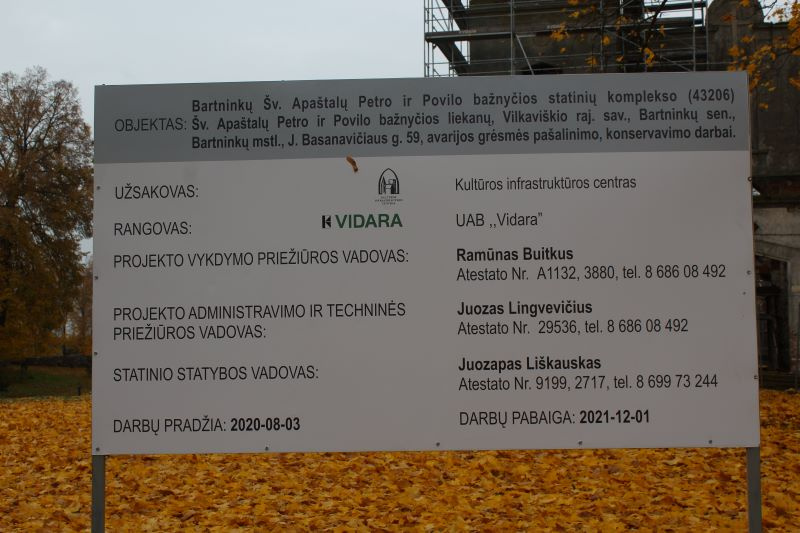 OBJEKTAS: Bartninkų Šv. Apaštalų Petro ir Povilo bažnyčios statinių komplekso (43206)
Šv. Apaštalų Petro ir Povilo bažnyčios liekanų, Vilkaviškio raj. sav., Bartninkų sen.,
Bartninkų mstl., J. Basanavičiaus g. 59, avarijos grėsmės pašalinimo, konservavimo darbai.
UŽSAKOVAS: Kultūros infrastruktūros centras
RANGOVAS: VIDARA UAB ,,Vidara”
PROJEKTO VYKDYMO PRIEŽIŪROS VADOVAS: Ramūnas Buitkus
Atestato Nr. A1132, 3880, tel. 8 686 08 492
PROJEKTO ADMINISTRAVIMO IR TECHNINĖS
PRIEŽIŪROS VADOVAS:
Juozas Lingvevičius
Atestato Nr. 29536, tel. 8 686 08 492
STATINIO STATYBOS VADOVAS: Juozapas Liškauskas
Atestato Nr. 9199, 2717, tel. 8 699 73 244
DARBŲ PRADŽIA: 2020-08-03 DARBŲ PABAIGA: 2021-12-01